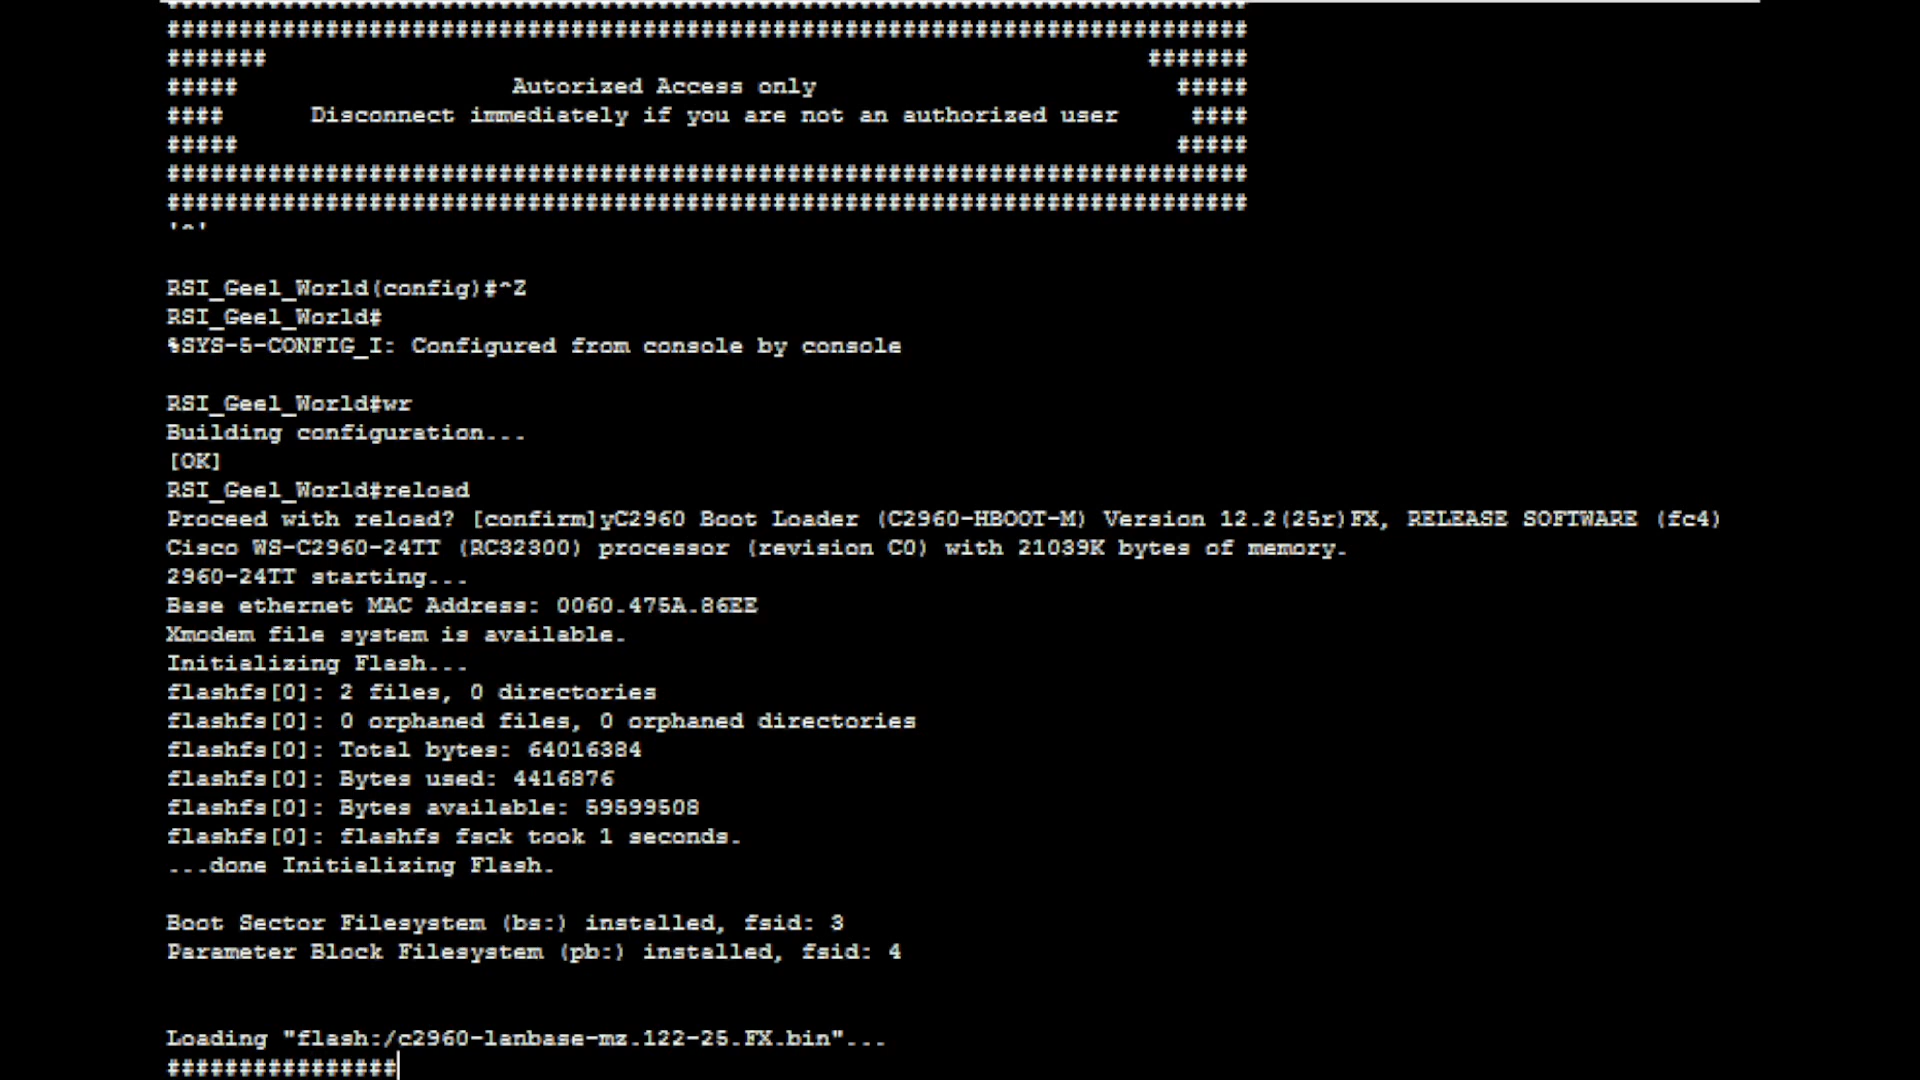 ###########################################################################
###########################################################################
####### #######
##### Autorized Access only #####
#### Disconnect immediately if you are not an authorized user ####
##### #####
###########################################################################
###########################################################################
'^'
RSI_Geel_World(config)#^Z
RSI_Geel_World#
%SYS-5-CONFIG_I: Configured from console by console
RSI_Geel_World#wr
Building configuration...
[OK]
RSI_Geel_World#reload
Proceed with reload? [confirm]yC2960 Boot Loader (C2960-HBOOT-M) Version 12.2(25r)FX, RELEASE SOFTWARE (fc4)
Cisco WS-C2960-24TT (RC32300) processor (revision C0) with 21039K bytes of memory.
2960-24TT starting...
Base ethernet MAC Address: 0060.475A.86EE
Xmodem file system is available.
Initializing Flash...
flashfs[0]: 2 files, 0 directories
flashfs[0]: 0 orphaned files, 0 orphaned directories
flashfs[0]: Total bytes: 64016384
flashfs[0]: Bytes used: 4416876
flashfs[0]: Bytes available: 59599508
flashfs[0]: flashfs fsck took 1 seconds.
...done Initializing Flash.
Boot Sector Filesystem (bs:) installed, fsid: 3
Parameter Block Filesystem (pb:) installed, fsid: 4
Loading "flash:/c2960-lanbase-mz.122-25.FX.bin"...
################